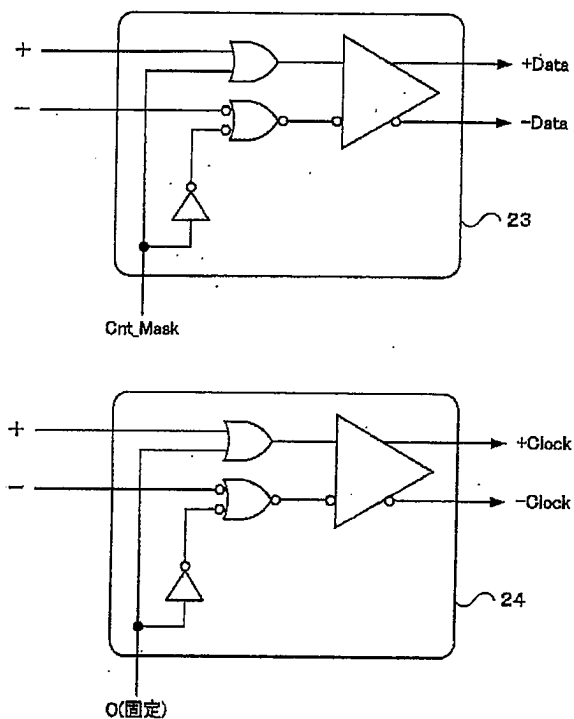 +
−
+Data
−Data
23
Cnt_Mask
+
−
+Clock
−Clock
24
0(固定)